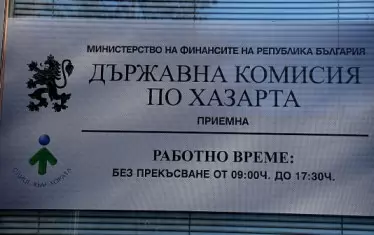 МИНИСТЕРСТВО НА ФИНАНСИТЕ НА РЕПУБЛИКА БЪЛГАРИЯ
ДЪРЖАВНА КОМИСИЯ
ПО ХАЗАРТА
ПРИЕМНА
РАБОТНО ВРЕМЕ:
БЕЗ ПРЕКЪСВАНЕ ОТ 09:00Ч. ДО 17:30Ч.